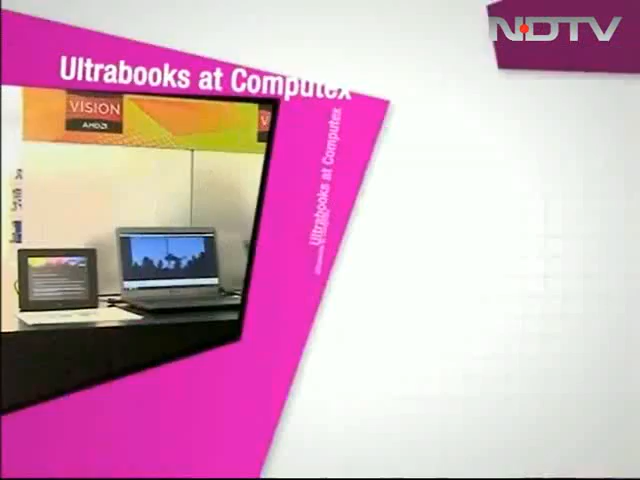 NDTV
Ultrabooks at Computex
VISION
AMD
Ultrabooks at Computex